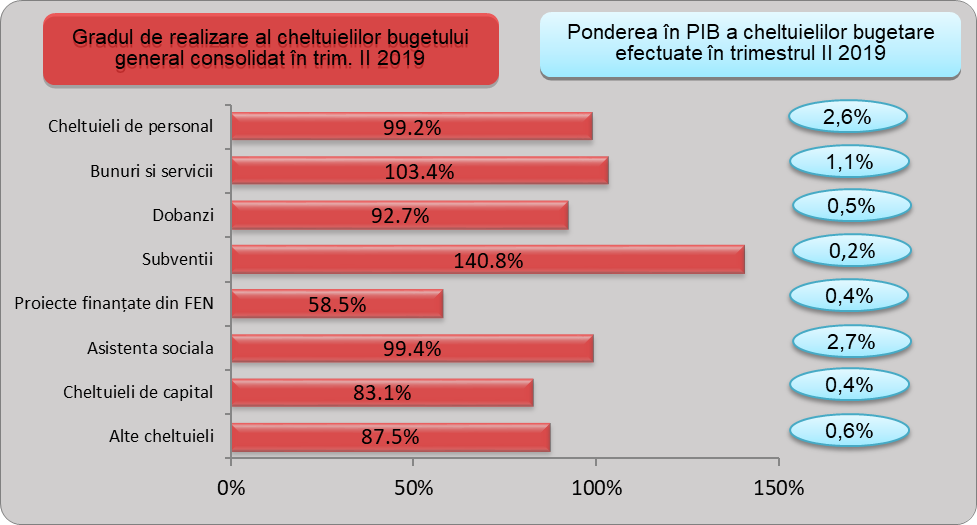 Gradul de realizare al cheltuielilor bugetului
general consolidat în trim. II 2019
Ponderea în PIB a cheltuielilor bugetare
efectuate în trimestrul II 2019
Cheltuieli de personal 99.2% 2,6%
Bunuri si servicii 103.4% 1,1%
Dobanzi 92.7% 0,5%
Subventii 140.8% 0,2%
Proiecte finanțate din FEN 58.5% 0,4%
Asistenta sociala 99.4% 2,7%
Cheltuieli de capital 83.1% 0,4%
Alte cheltuieli 87.5% 0,6%
0% 50% 100% 150%